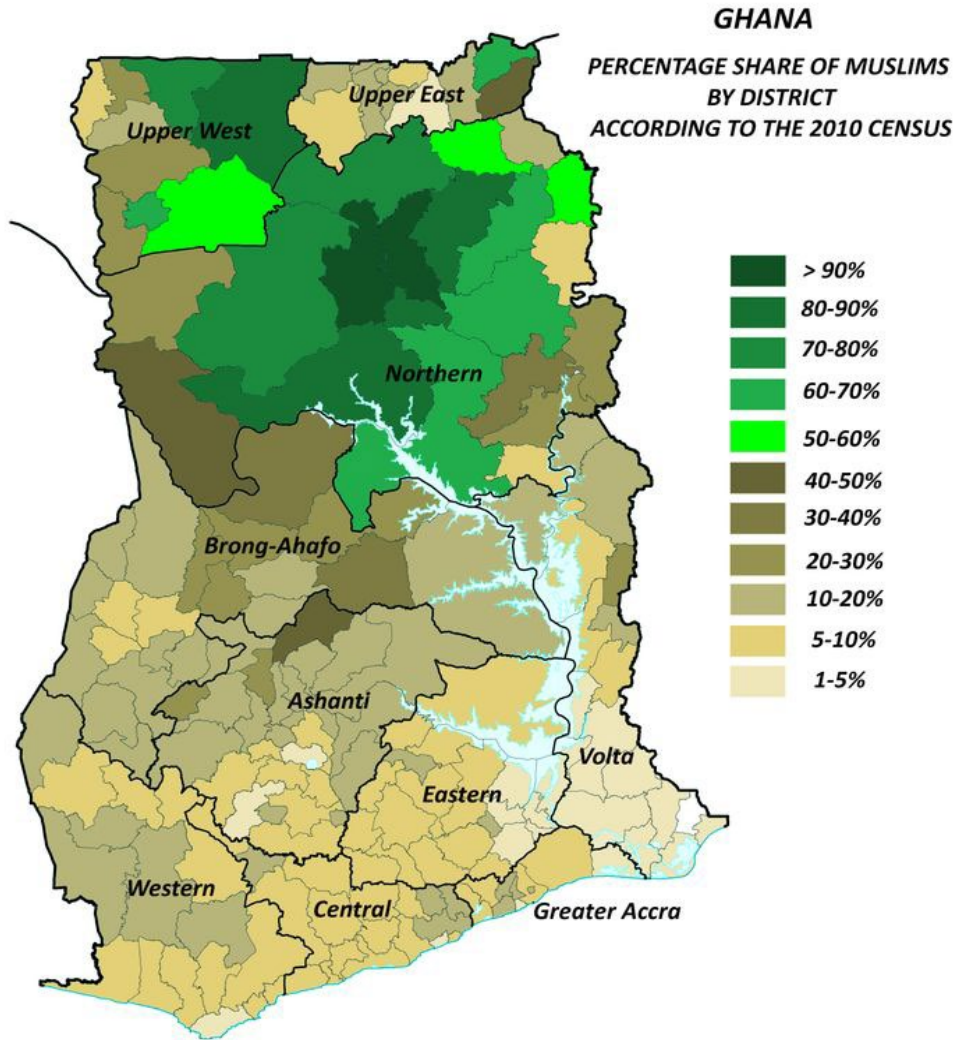 GHANA
PERCENTAGE SHARE OF MUSLIMS
BY DISTRICT
ACCORDING TO THE 2010 CENSUS
Upper East
Upper West
Northern
Brong-Ahafo
Ashanti
Volta
Eastern
Western
Central
Greater Accra
> 90%
80-90%
70-80%
60-70%
50-60%
40-50%
30-40%
20-30%
10-20%
5-10%
1-5%